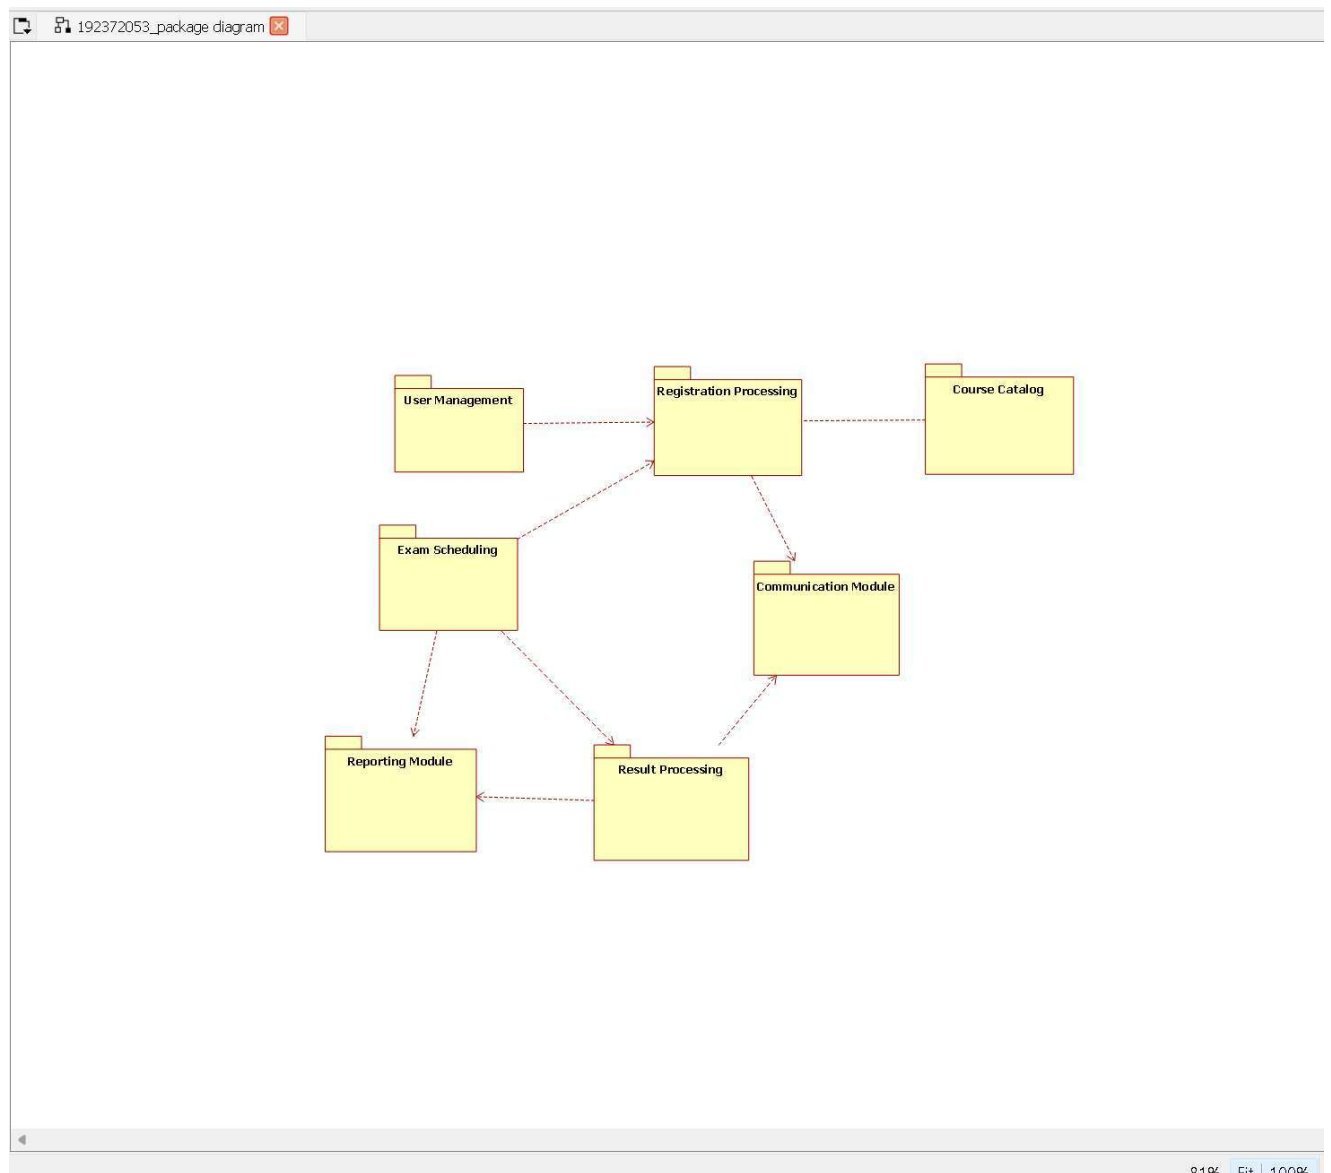 192372053_package diagram
User Management
Registration Processing
Course Catalog
Exam Scheduling
Communication Module
Reporting Module
Result Processing
81% Fit 100%